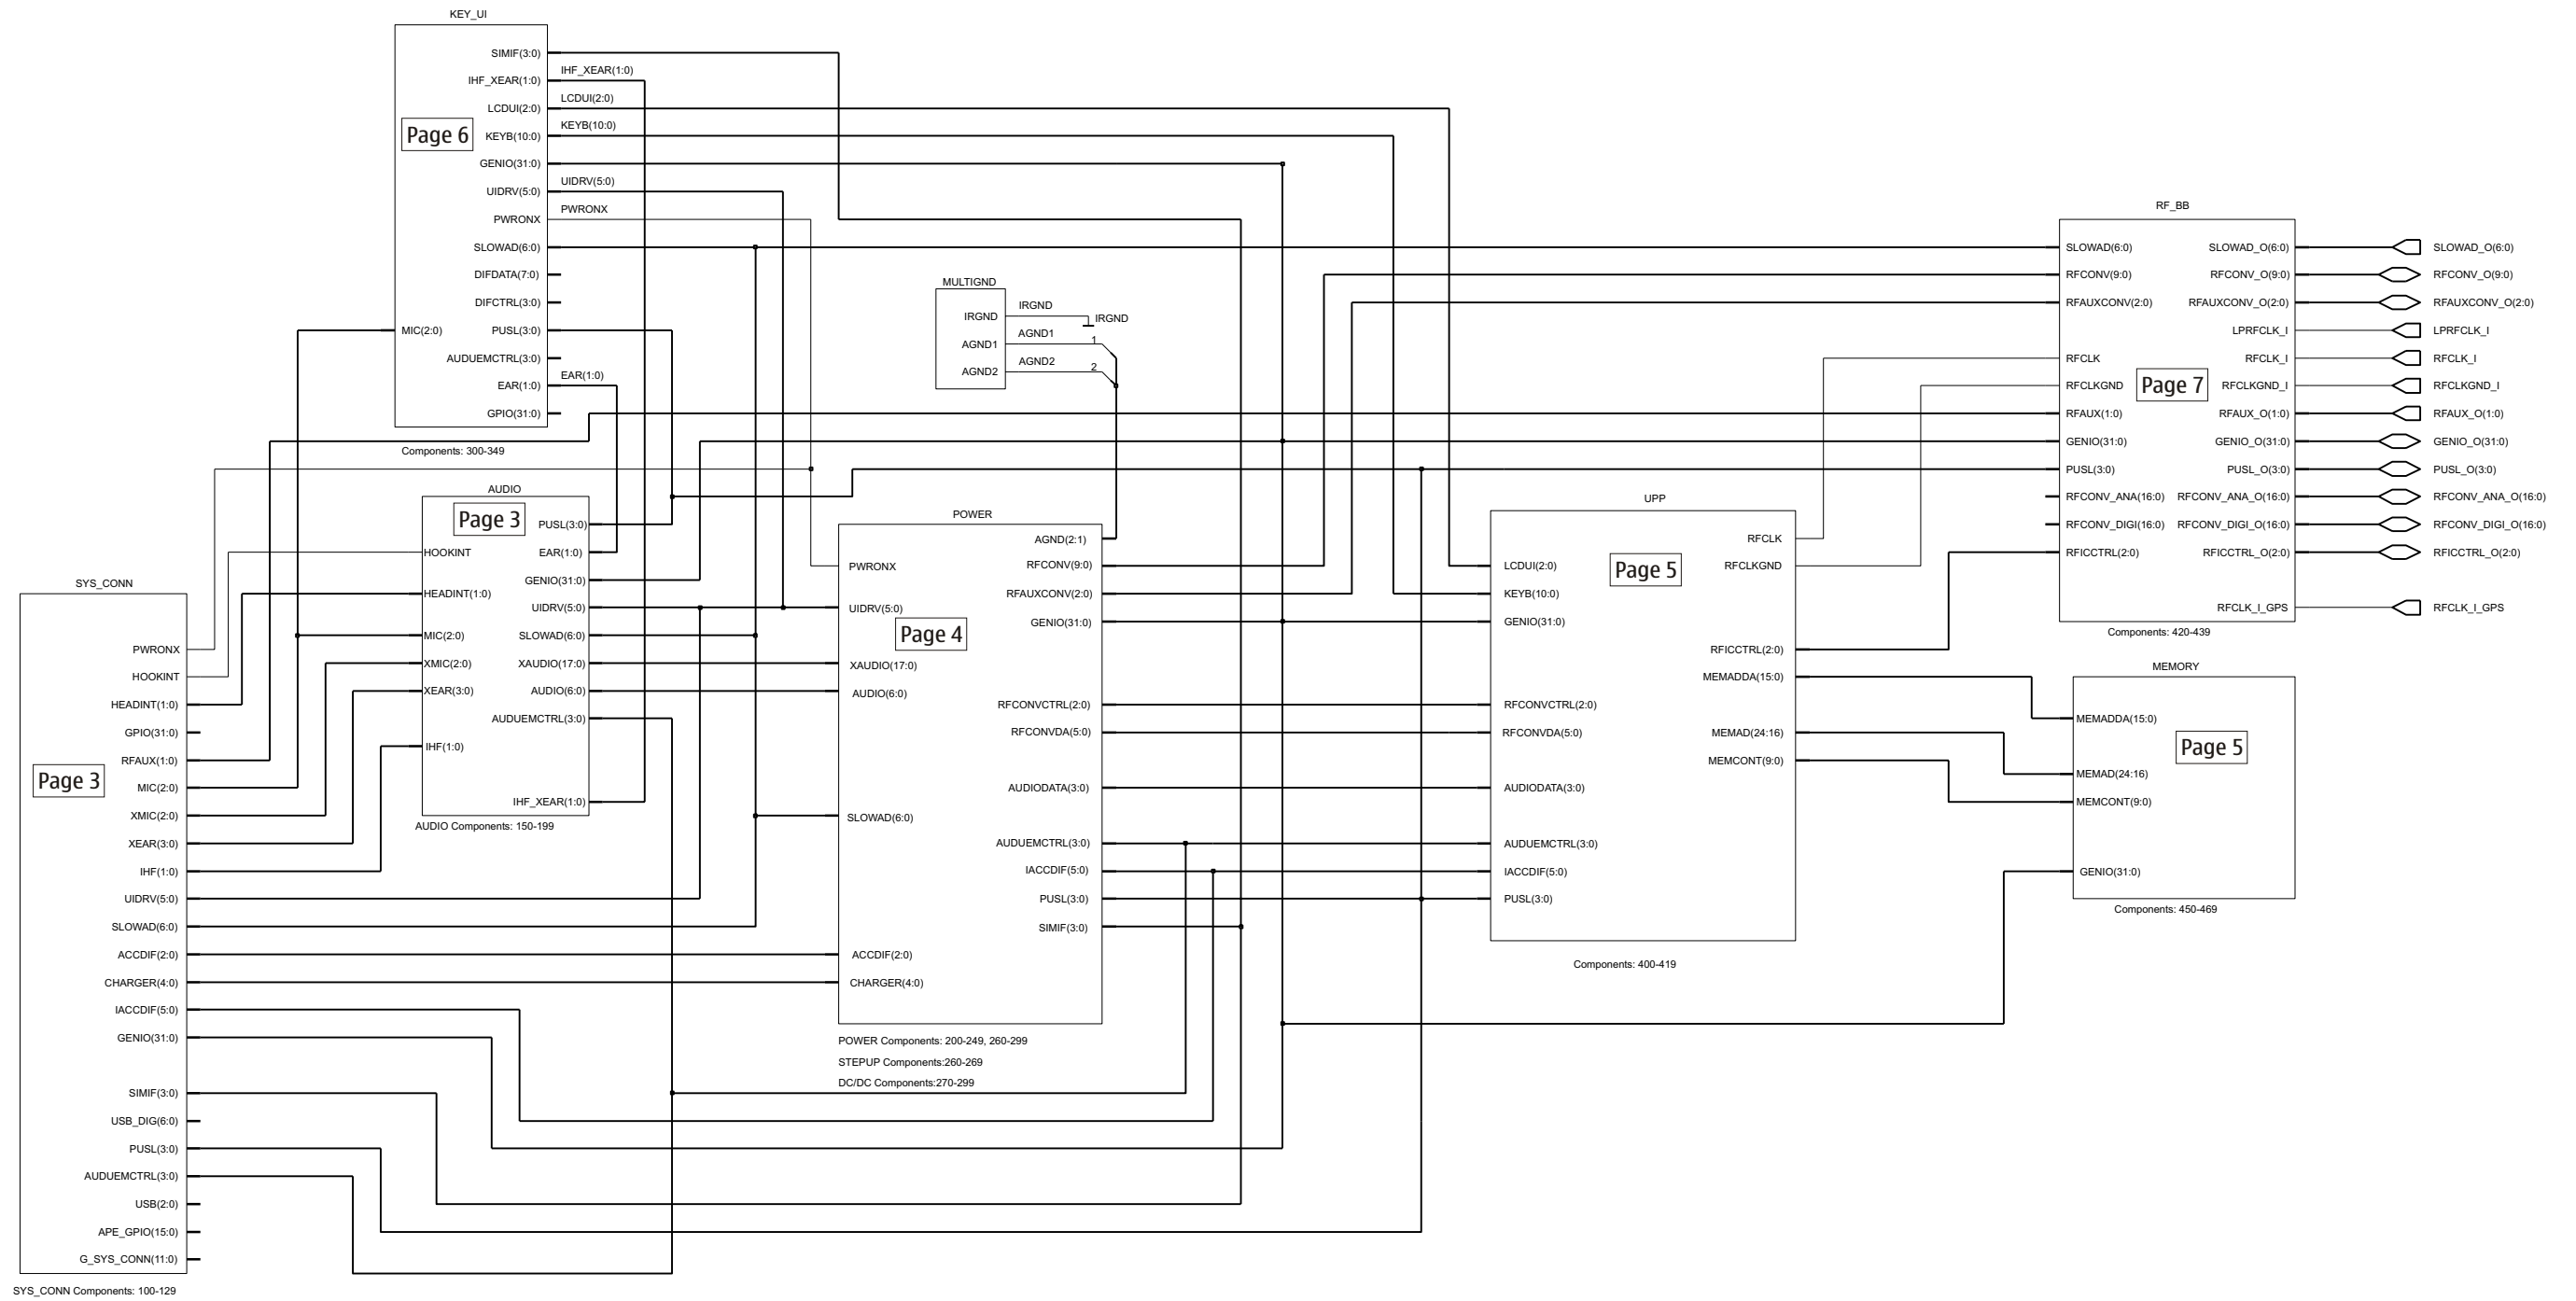 KEY_UI
SIMIF(3:0)
IHF_XEAR(1:0)
LCDUI(2:0)
KEYB(10:0)
GENIO(31:0)
UIDRV(5:0)
PWRONX
SLOWAD(6:0)
DIFDATA(7:0)
DIFCTRL(3:0)
PUSL(3:0)
MIC(2:0)
AUDUEMCTRL(3:0)
EAR(1:0)
GPIO(31:0)
Page 6
IHF_XEAR(1:0)
LCDUI(2:0)
KEYB(10:0)
UIDRV(5:0)
PWRONX
EAR(1:0)
Components: 300-349
MULTIGND
IRGND
AGND1
AGND2
IRGND
IRGND
AGND1
1
AGND2
2
AUDIO
Page 3
HOOKINT
HEADINT(1:0)
MIC(2:0)
XMIC(2:0)
XEAR(3:0)
IHF(1:0)
PUSL(3:0)
EAR(1:0)
GENIO(31:0)
UIDRV(5:0)
SLOWAD(6:0)
XAUDIO(17:0)
AUDIO(6:0)
AUDUEMCTRL(3:0)
IHF_XEAR(1:0)
AUDIO Components: 150-199
SYS_CONN
Page 3
PWRONX
HOOKINT
HEADINT(1:0)
GPIO(31:0)
RFAUX(1:0)
MIC(2:0)
XMIC(2:0)
XEAR(3:0)
IHF(1:0)
UIDRV(5:0)
SLOWAD(6:0)
ACCDIF(2:0)
CHARGER(4:0)
IACCDIF(5:0)
GENIO(31:0)
SIMIF(3:0)
USB_DIG(6:0)
PUSL(3:0)
AUDUEMCTRL(3:0)
USB(2:0)
APE_GPIO(15:0)
G_SYS_CONN(11:0)
SYS_CONN Components: 100-129
POWER
Page 4
PWRONX
UIDRV(5:0)
XAUDIO(17:0)
AUDIO(6:0)
SLOWAD(6:0)
ACCDIF(2:0)
CHARGER(4:0)
AGND(2:1)
RFCONV(9:0)
RFAUXCONV(2:0)
GENIO(31:0)
RFCONVCTRL(2:0)
RFCONVDA(5:0)
AUDIODATA(3:0)
AUDUEMCTRL(3:0)
IACCDIF(5:0)
PUSL(3:0)
SIMIF(3:0)
POWER Components: 200-249, 260-299
STEPUP Components:260-269
DC/DC Components:270-299
UPP
Page 5
LCDUI(2:0)
KEYB(10:0)
GENIO(31:0)
RFCONVCTRL(2:0)
RFCONVDA(5:0)
AUDIODATA(3:0)
AUDUEMCTRL(3:0)
IACCDIF(5:0)
PUSL(3:0)
RFCLK
RFCLKGND
RFICCTRL(2:0)
MEMADDA(15:0)
MEMAD(24:16)
MEMCONT(9:0)
Components: 400-419
RF_BB
Page 7
SLOWAD(6:0)
RFCONV(9:0)
RFAUXCONV(2:0)
RFCLK
RFCLKGND
RFAUX(1:0)
GENIO(31:0)
PUSL(3:0)
RFCONV_ANA(16:0)
RFCONV_DIGI(16:0)
RFICCTRL(2:0)
SLOWAD_O(6:0)
RFCONV_O(9:0)
RFAUXCONV_O(2:0)
LPRFCLK_I
RFCLK_I
RFCLKGND_I
RFAUX_O(1:0)
GENIO_O(31:0)
PUSL_O(3:0)
RFCONV_ANA_O(16:0)
RFCONV_DIGI_O(16:0)
RFICCTRL_O(2:0)
RFCLK_I_GPS
SLOWAD_O(6:0)
RFCONV_O(9:0)
RFAUXCONV_O(2:0)
LPRFCLK_I
RFCLK_I
RFCLKGND_I
RFAUX_O(1:0)
GENIO_O(31:0)
PUSL_O(3:0)
RFCONV_ANA_O(16:0)
RFCONV_DIGI_O(16:0)
RFICCTRL_O(2:0)
RFCLK_I_GPS
Components: 420-439
MEMORY
Page 5
MEMADDA(15:0)
MEMAD(24:16)
MEMCONT(9:0)
GENIO(31:0)
Components: 450-469